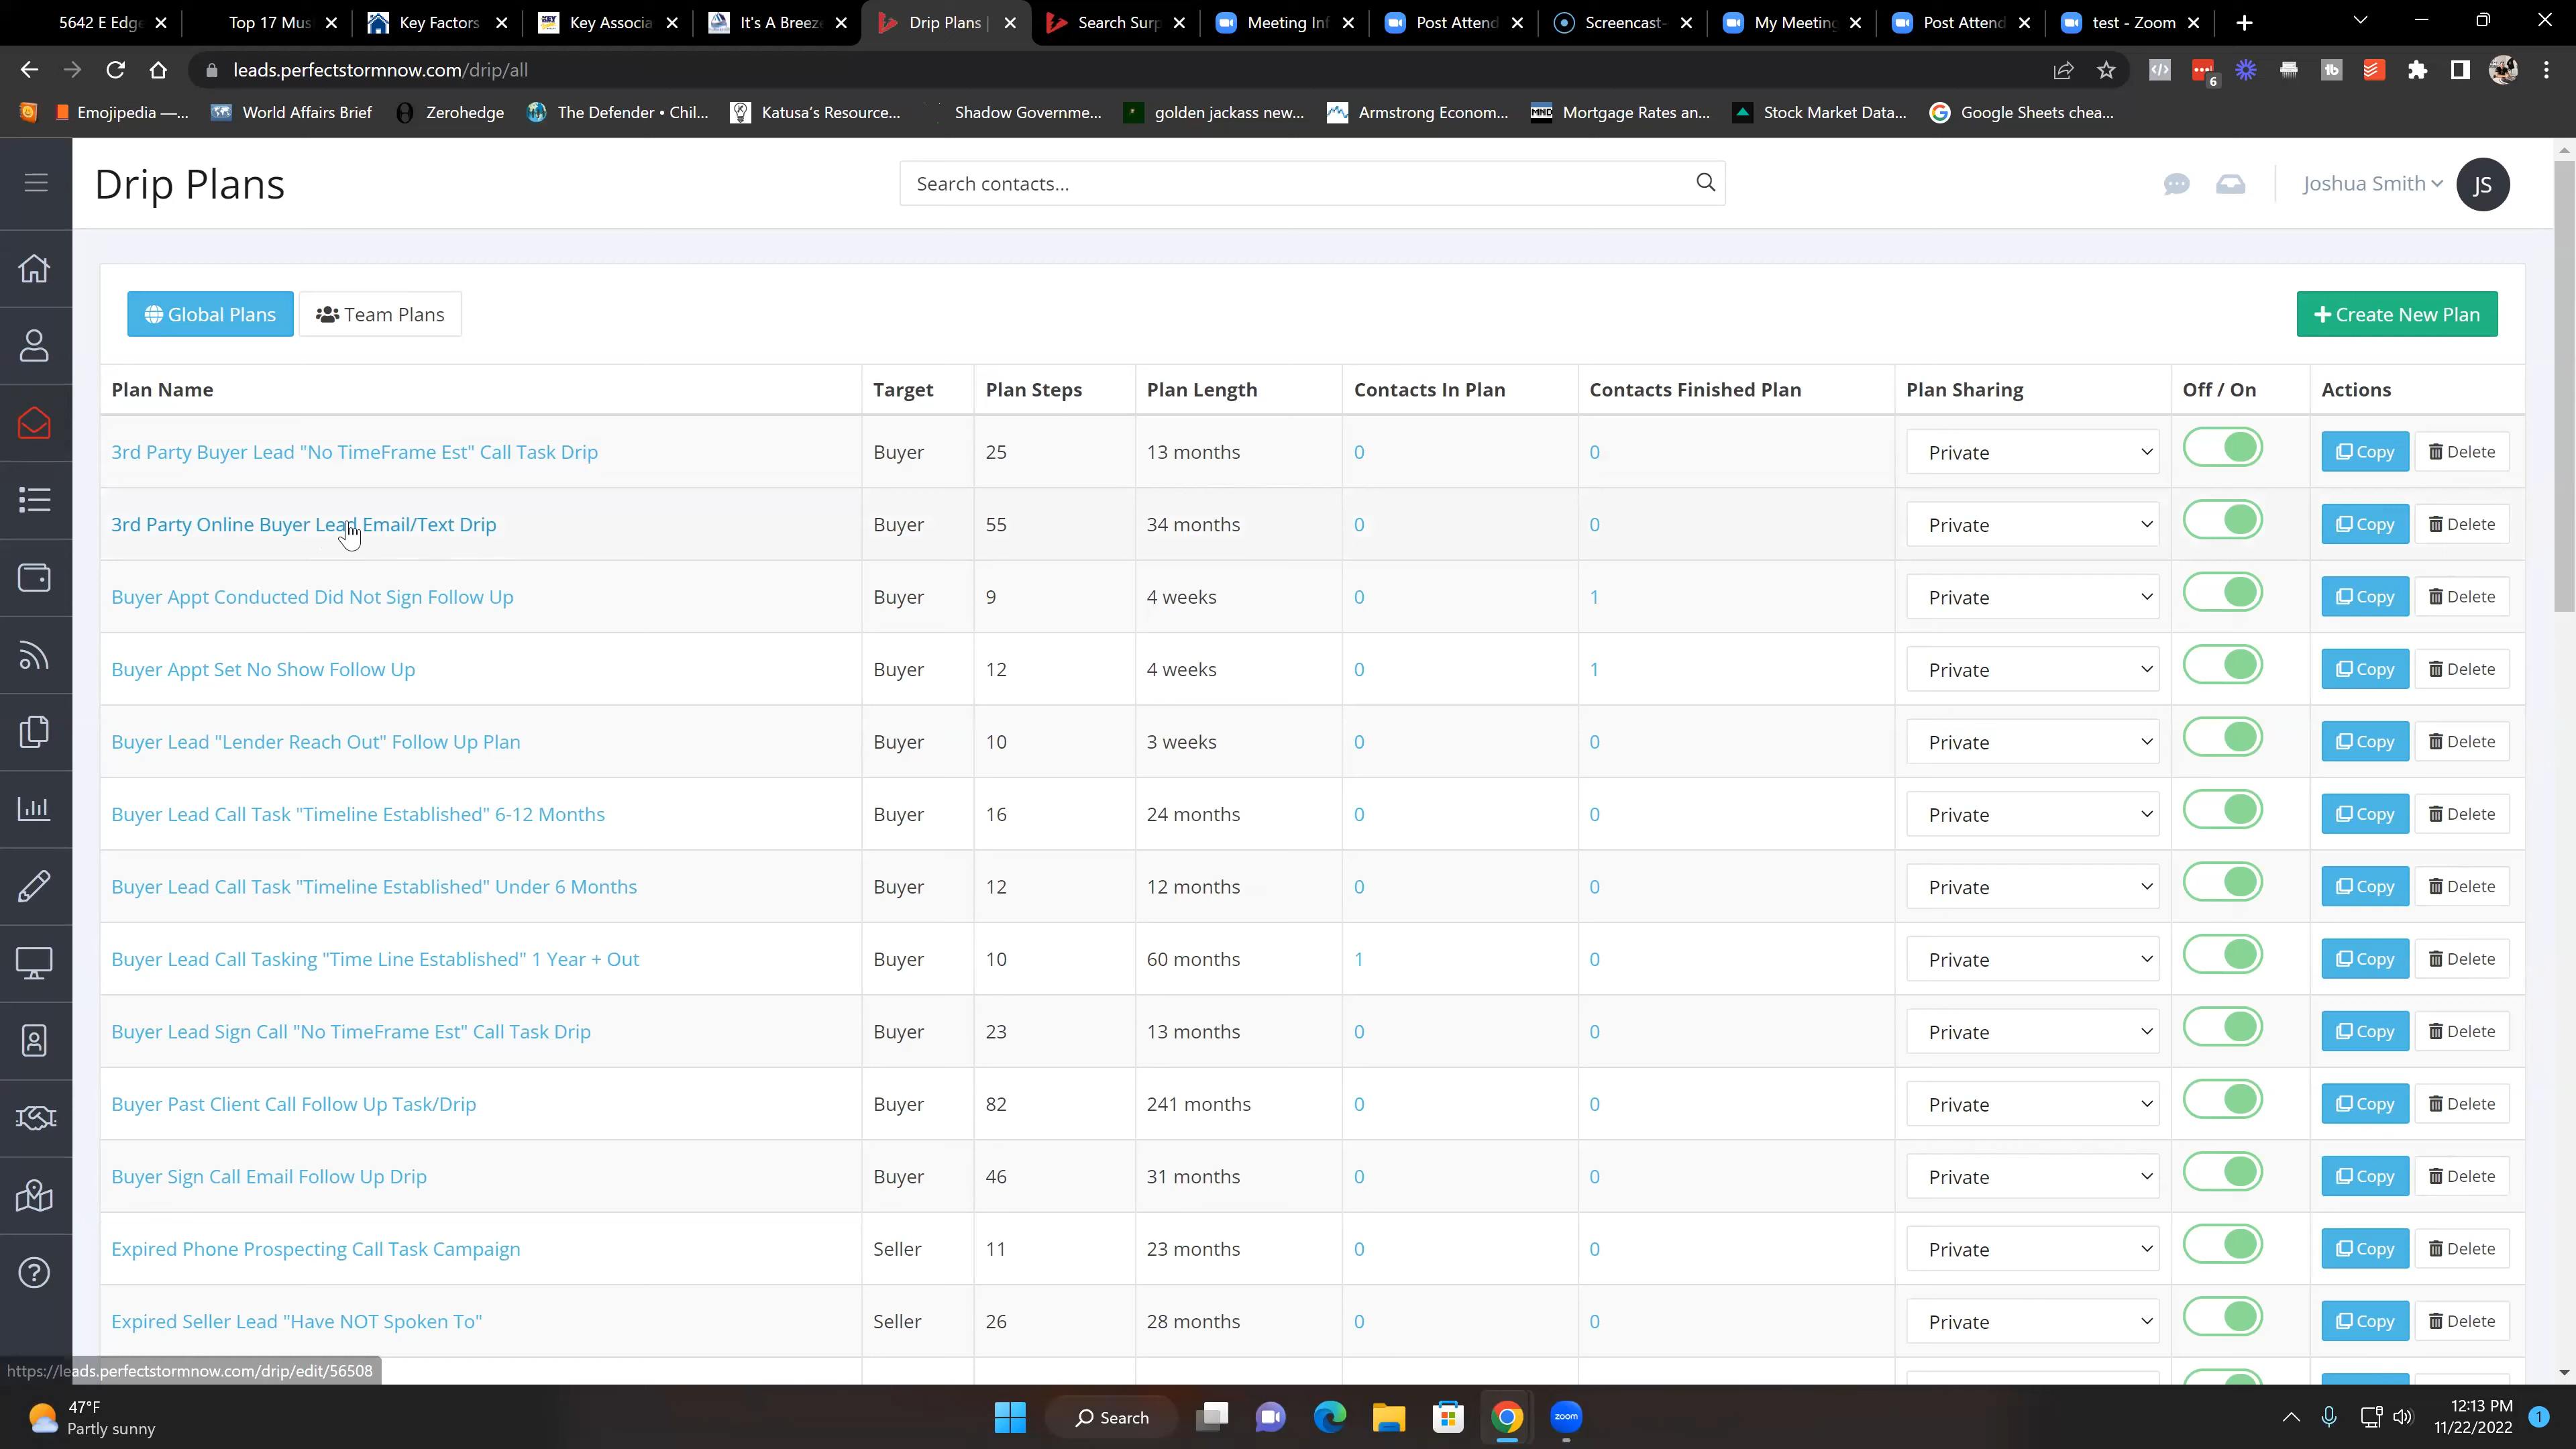 5642 E Edge
Top 17 Mus
Key Factors
Key Associa
It's A Breeze
Drip Plans |
Search Surp
Meeting Inf
Post Attend
Screencast-
My Meeting
Post Attend
test - Zoom
leads.perfectstormnow.com/drip/all
6
Emojipedia —...
World Affairs Brief
Zerohedge
The Defender • Chil...
Katusa's Resource...
Shadow Governme...
golden jackass new...
Armstrong Econom...
MND
Mortgage Rates an...
Stock Market Data...
Google Sheets chea...
Drip Plans
Search contacts...
Joshua Smith
JS
Global Plans
Team Plans
Create New Plan
Plan Name Target Plan Steps Plan Length Contacts In Plan Contacts Finished Plan Plan Sharing Off / On Actions
3rd Party Buyer Lead "No TimeFrame Est" Call Task Drip Buyer 25 13 months 0 0 Private Copy Delete
3rd Party Online Buyer Lead Email/Text Drip Buyer 55 34 months 0 0 Private Copy Delete
Buyer Appt Conducted Did Not Sign Follow Up Buyer 9 4 weeks 0 1 Private Copy Delete
Buyer Appt Set No Show Follow Up Buyer 12 4 weeks 0 1 Private Copy Delete
Buyer Lead "Lender Reach Out" Follow Up Plan Buyer 10 3 weeks 0 0 Private Copy Delete
Buyer Lead Call Task "Timeline Established" 6-12 Months Buyer 16 24 months 0 0 Private Copy Delete
Buyer Lead Call Task "Timeline Established" Under 6 Months Buyer 12 12 months 0 0 Private Copy Delete
Buyer Lead Call Tasking "Time Line Established" 1 Year + Out Buyer 10 60 months 1 0 Private Copy Delete
Buyer Lead Sign Call "No TimeFrame Est" Call Task Drip Buyer 23 13 months 0 0 Private Copy Delete
Buyer Past Client Call Follow Up Task/Drip Buyer 82 241 months 0 0 Private Copy Delete
Buyer Sign Call Email Follow Up Drip Buyer 46 31 months 0 0 Private Copy Delete
Expired Phone Prospecting Call Task Campaign Seller 11 23 months 0 0 Private Copy Delete
Expired Seller Lead "Have NOT Spoken To" Seller 26 28 months 0 0 Private Copy Delete
https://leads.perfectstormnow.com/drip/edit/56508
47°F
Partly sunny
Search
zoom
12:13 PM
11/22/2022
1